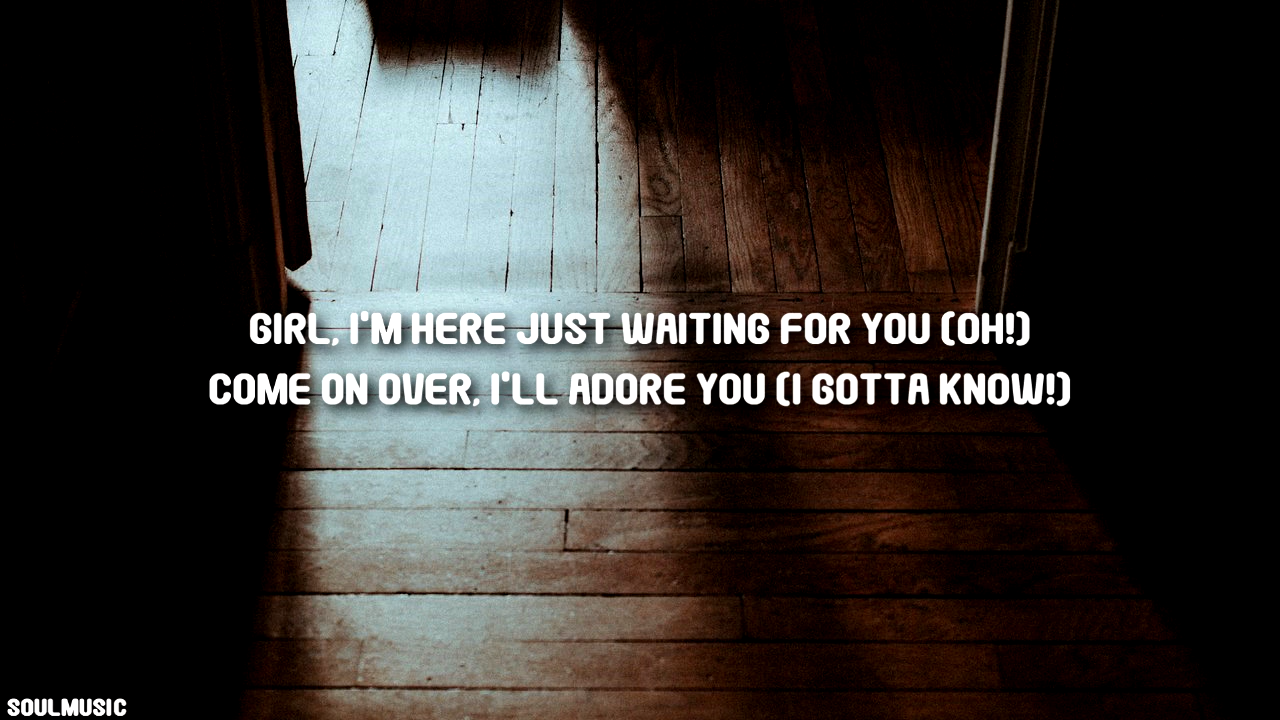 GIRL, I'M HERE JUST WAITING FOR YOU (OH!)
COME ON OVER, I'LL ADORE YOU (I GOTTA KNOW!)
SOULMUSIC